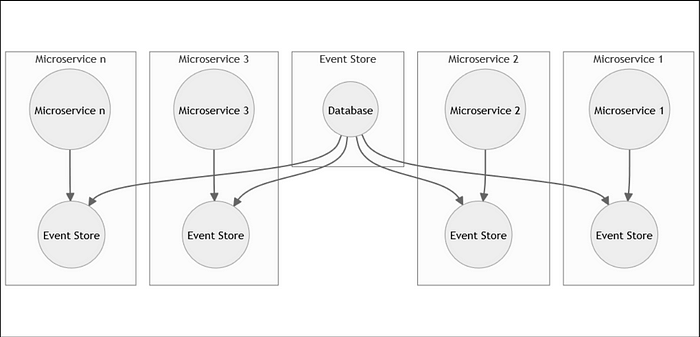 Microservice n
Microservice 3
Event Store
Microservice 2
Microservice 1
Microservice n
Microservice 3
Database
Microservice 2
Microservice 1
Event Store
Event Store
Event Store
Event Store